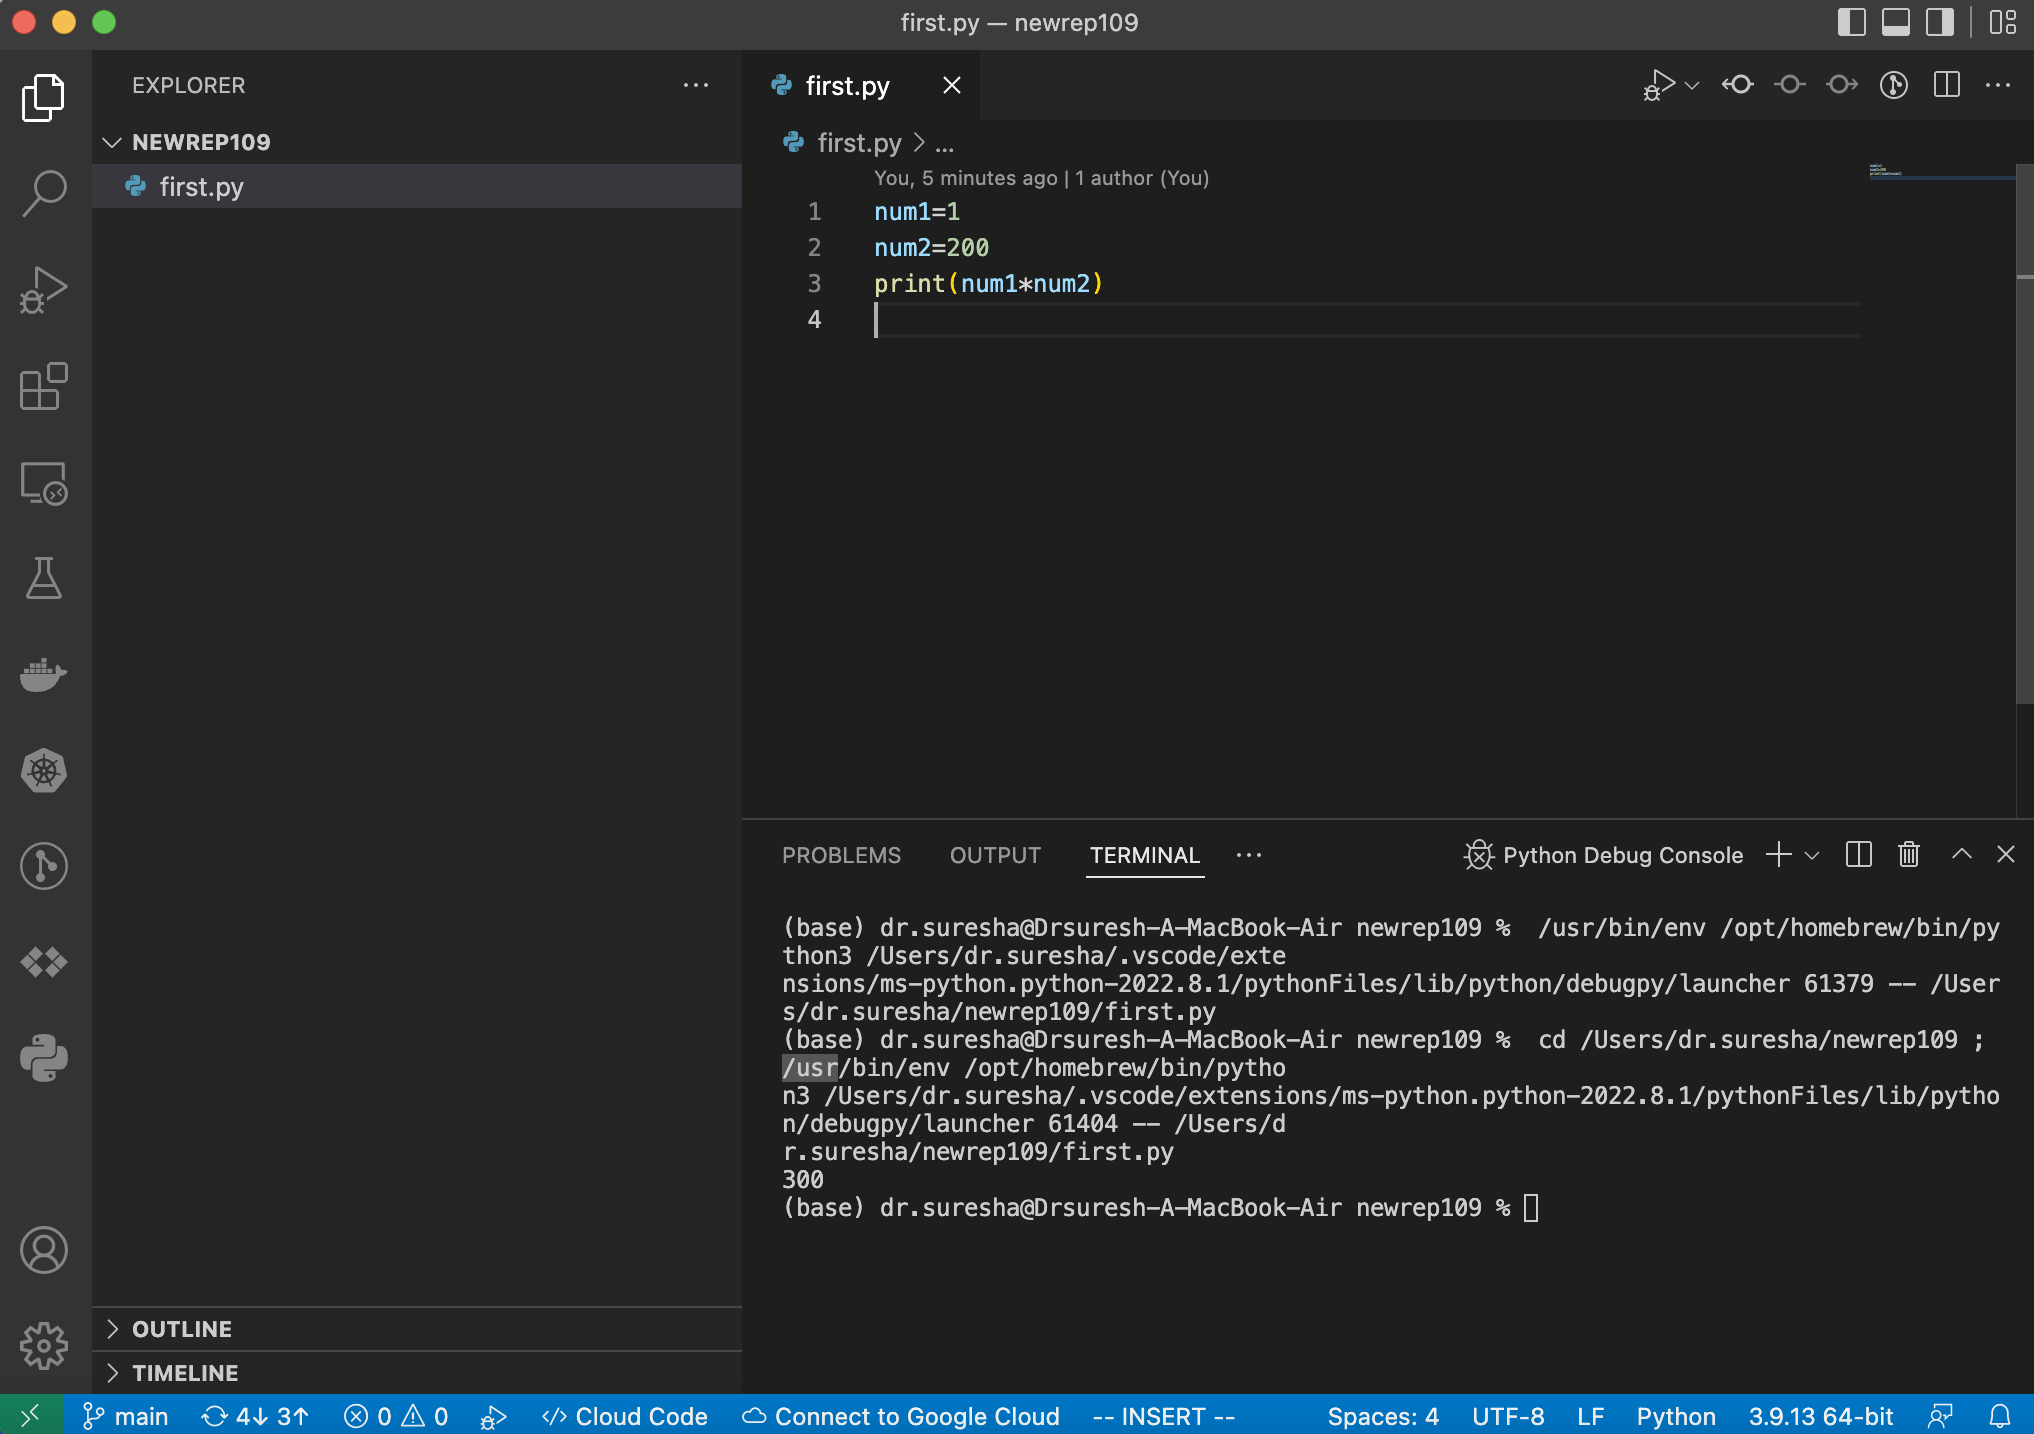 first.py — newrep109
EXPLORER
NEWREP109
first.py
first.py
first.py > ...
You, 5 minutes ago | 1 author (You)
1 num1=1
2 num2=200
3 print(num1*num2)
4
PROBLEMS OUTPUT TERMINAL ... Python Debug Console
(base) dr.suresha@Drsuresh-A-MacBook-Air newrep109 %  /usr/bin/env /opt/homebrew/bin/py
thon3 /Users/dr.suresha/.vscode/exte
nsions/ms-python.python-2022.8.1/pythonFiles/lib/python/debugpy/launcher 61379 -- /User
s/dr.suresha/newrep109/first.py
(base) dr.suresha@Drsuresh-A-MacBook-Air newrep109 %  cd /Users/dr.suresha/newrep109 ;
/usr/bin/env /opt/homebrew/bin/pytho
n3 /Users/dr.suresha/.vscode/extensions/ms-python.python-2022.8.1/pythonFiles/lib/pytho
n/debugpy/launcher 61404 -- /Users/d
r.suresha/newrep109/first.py
300
(base) dr.suresha@Drsuresh-A-MacBook-Air newrep109 %
OUTLINE
TIMELINE
main 4↓ 3↑ 0 0 Cloud Code Connect to Google Cloud -- INSERT -- Spaces: 4 UTF-8 LF Python 3.9.13 64-bit